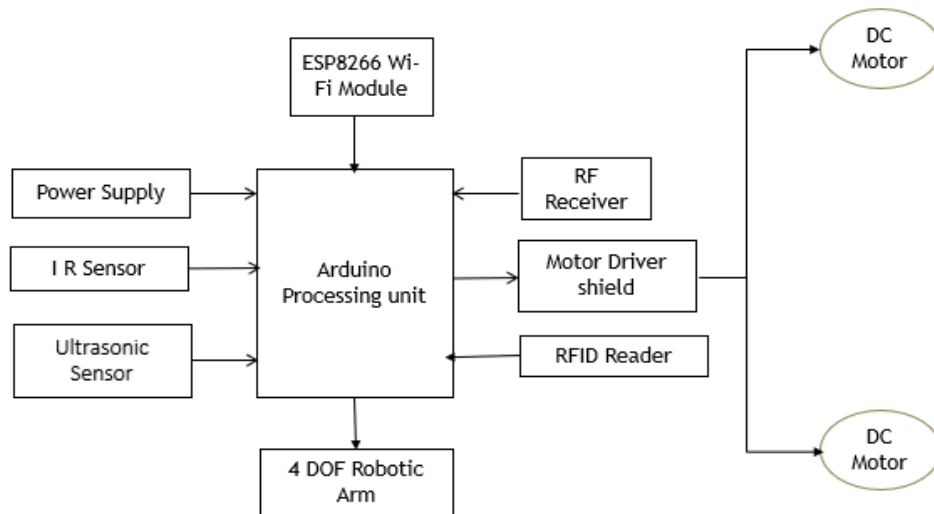 ESP8266 Wi-
Fi Module
DC
Motor
Power Supply
RF
Receiver
I R Sensor
Arduino
Processing unit
Motor Driver
shield
Ultrasonic
Sensor
RFID Reader
4 DOF Robotic
Arm
DC
Motor